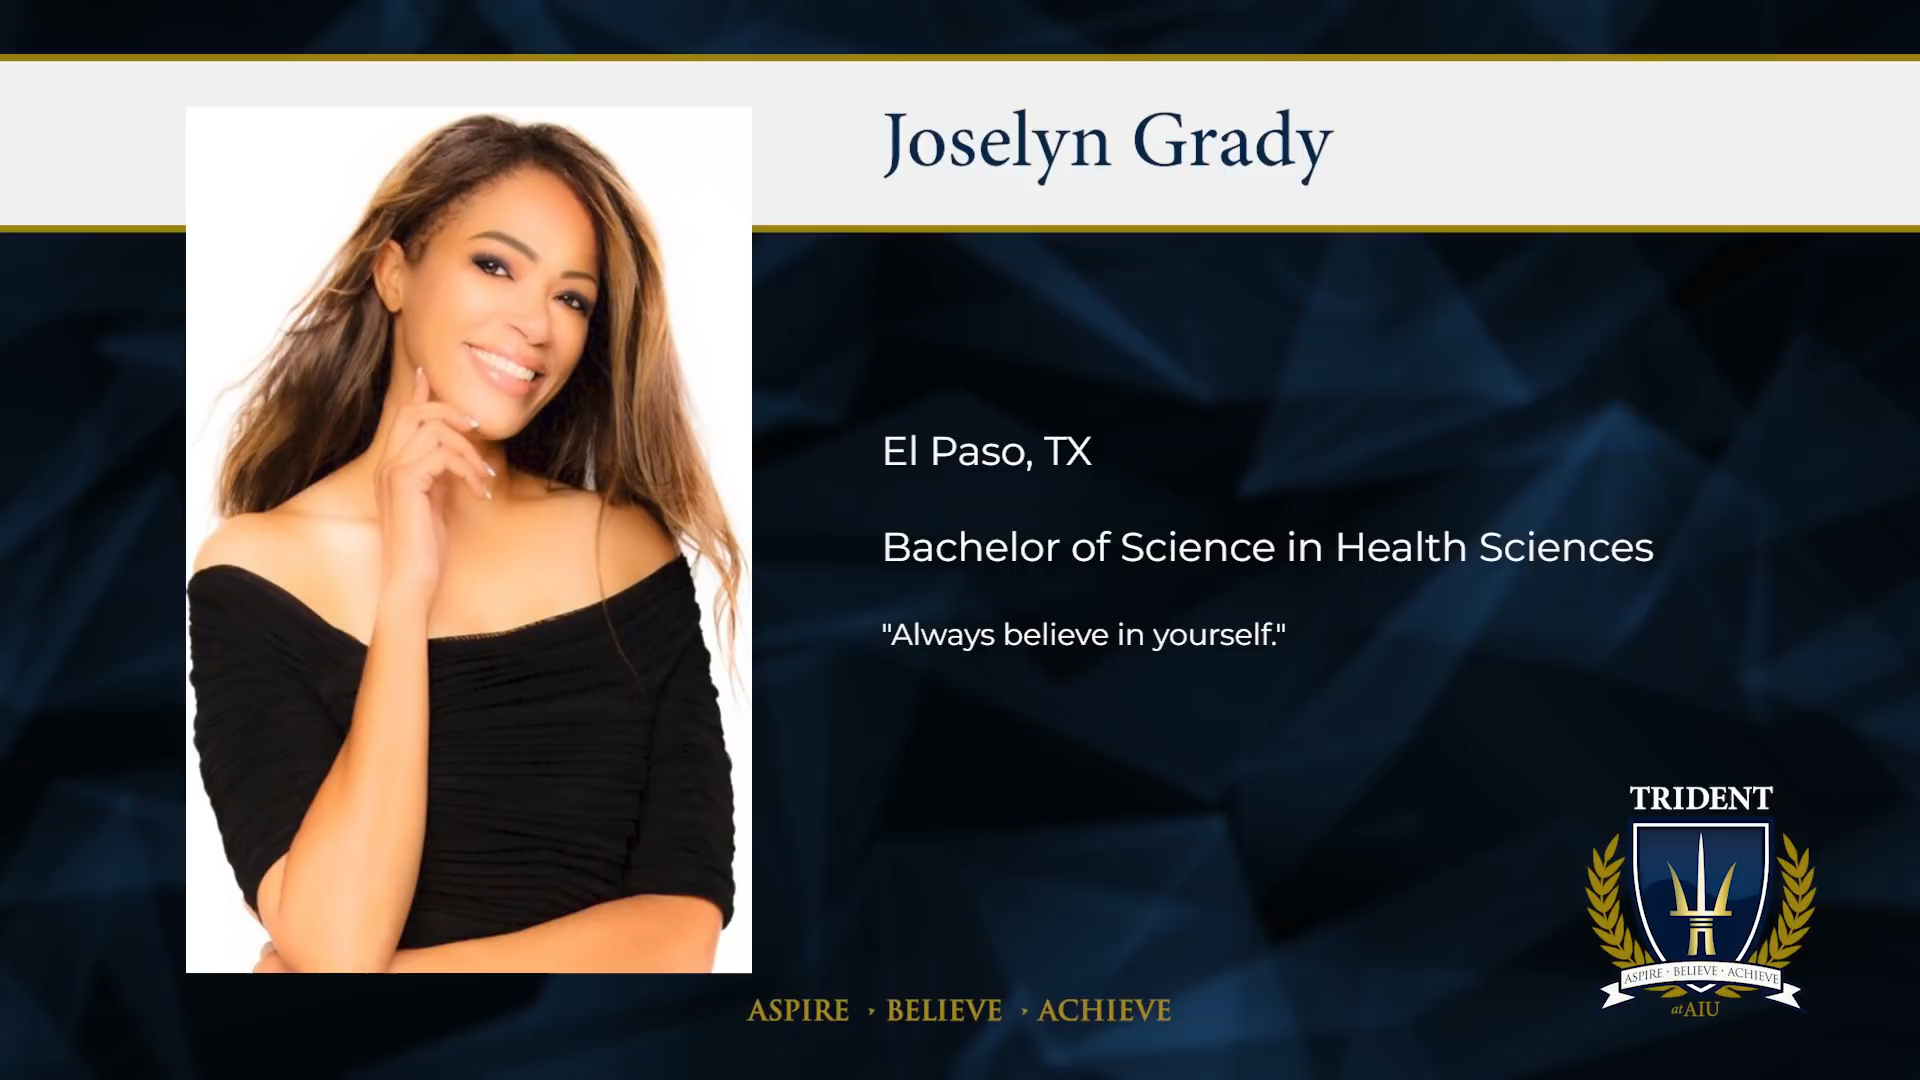 Joselyn Grady
El Paso, TX
Bachelor of Science in Health Sciences
"Always believe in yourself."
TRIDENT
ASPIRE · BELIEVE · ACHIEVE
at AIU
ASPIRE · BELIEVE · ACHIEVE